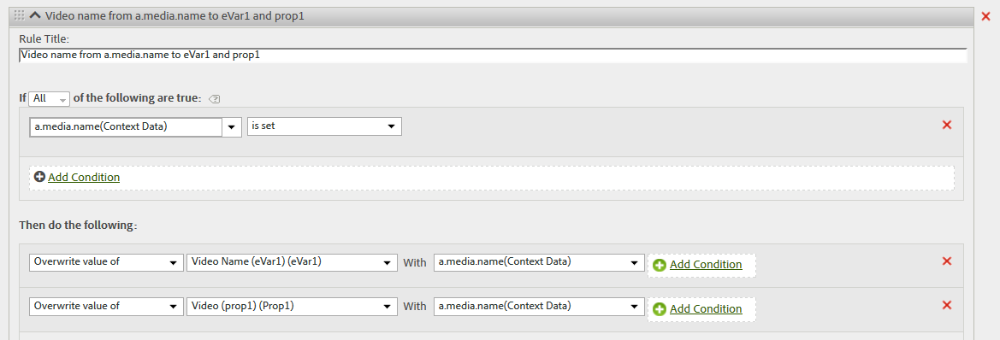 Video name from a.media.name to eVar1 and prop1
Rule Title:
Video name from a.media.name to eVar1 and prop1
If All of the following are true: ?
a.media.name(Context Data) is set
Add Condition
Then do the following:
Overwrite value of Video Name (eVar1) (eVar1) With a.media.name(Context Data) Add Condition
Overwrite value of Video (prop1) (Prop1) With a.media.name(Context Data) Add Condition